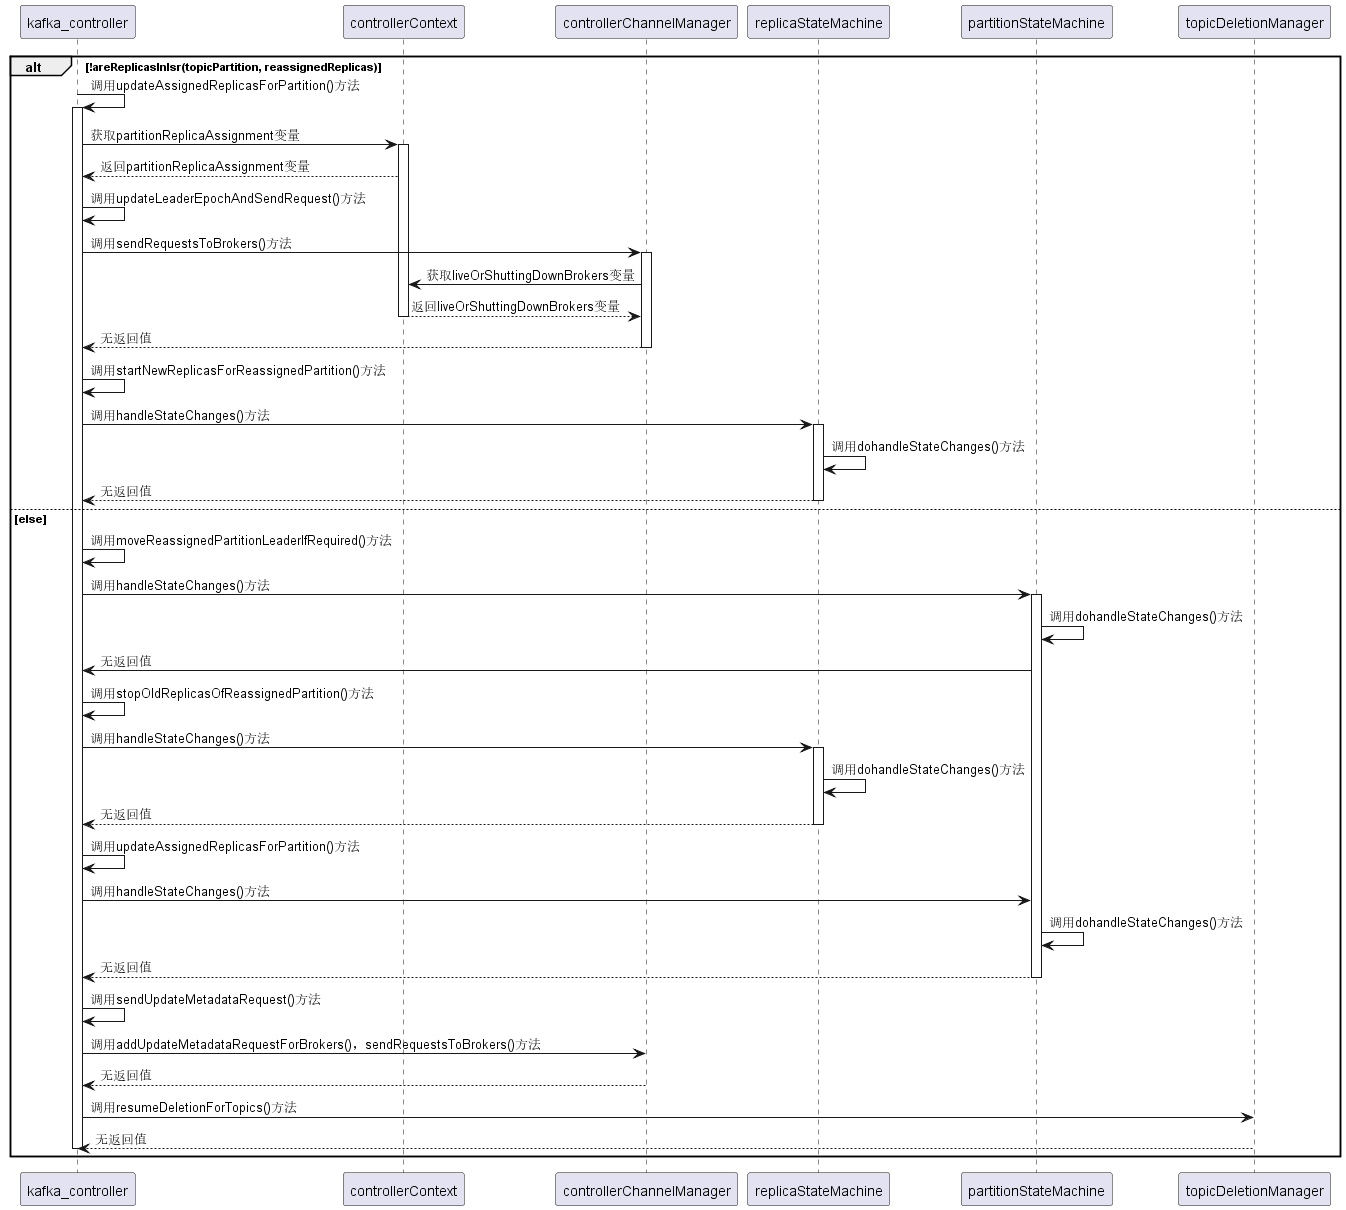 kafka_controller
controllerContext
controllerChannelManager
replicaStateMachine
partitionStateMachine
topicDeletionManager
alt
[!areReplicasInIsr(topicPartition, reassignedReplicas)]
调用updateAssignedReplicasForPartition()方法
获取partitionReplicaAssignment变量
返回partitionReplicaAssignment变量
调用updateLeaderEpochAndSendRequest()方法
调用sendRequestsToBrokers()方法
获取liveOrShuttingDownBrokers变量
返回liveOrShuttingDownBrokers变量
无返回值
调用startNewReplicasForReassignedPartition()方法
调用handleStateChanges()方法
调用dohandleStateChanges()方法
无返回值
[else]
调用moveReassignedPartitionLeaderIfRequired()方法
调用handleStateChanges()方法
调用dohandleStateChanges()方法
无返回值
调用stopOldReplicasOfReassignedPartition()方法
调用handleStateChanges()方法
调用dohandleStateChanges()方法
无返回值
调用updateAssignedReplicasForPartition()方法
调用handleStateChanges()方法
调用dohandleStateChanges()方法
无返回值
调用sendUpdateMetadataRequest()方法
调用addUpdateMetadataRequestForBrokers()，sendRequestsToBrokers()方法
无返回值
调用resumeDeletionForTopics()方法
无返回值
kafka_controller
controllerContext
controllerChannelManager
replicaStateMachine
partitionStateMachine
topicDeletionManager